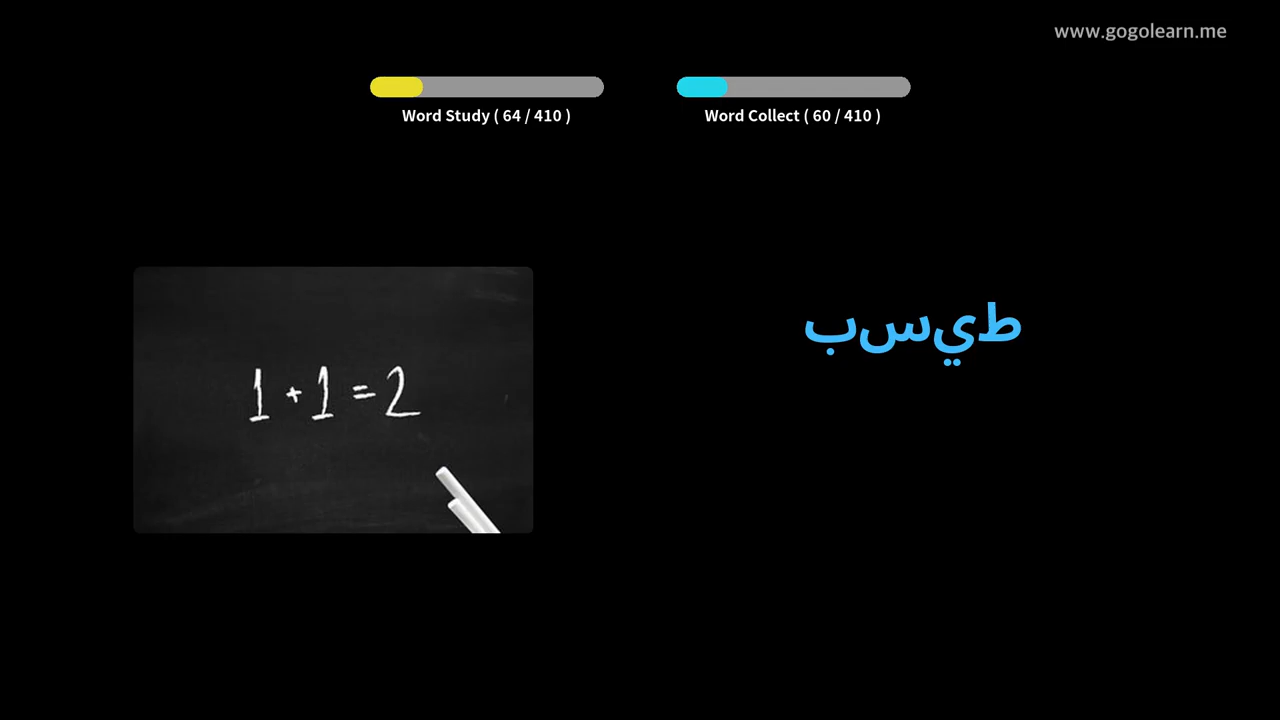 www.gogolearn.me
Word Study ( 64 / 410 )
Word Collect ( 60 / 410 )
بسيط
1 + 1 = 2